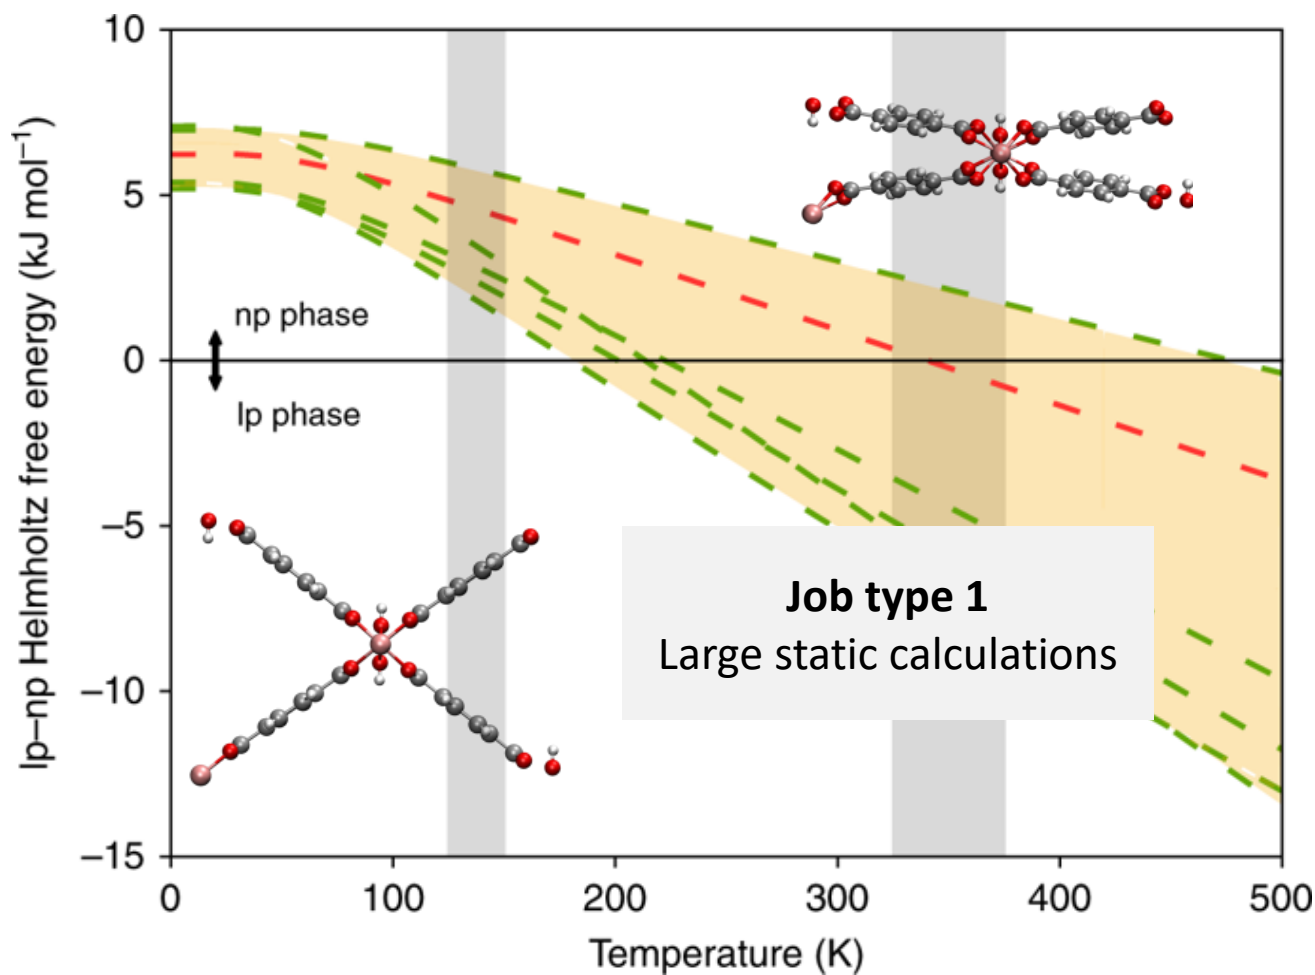 lp–np Helmholtz free energy (kJ mol⁻¹)
10
5
0
−5
−10
−15
np phase
lp phase
Job type 1
Large static calculations
0
100
200
300
400
500
Temperature (K)